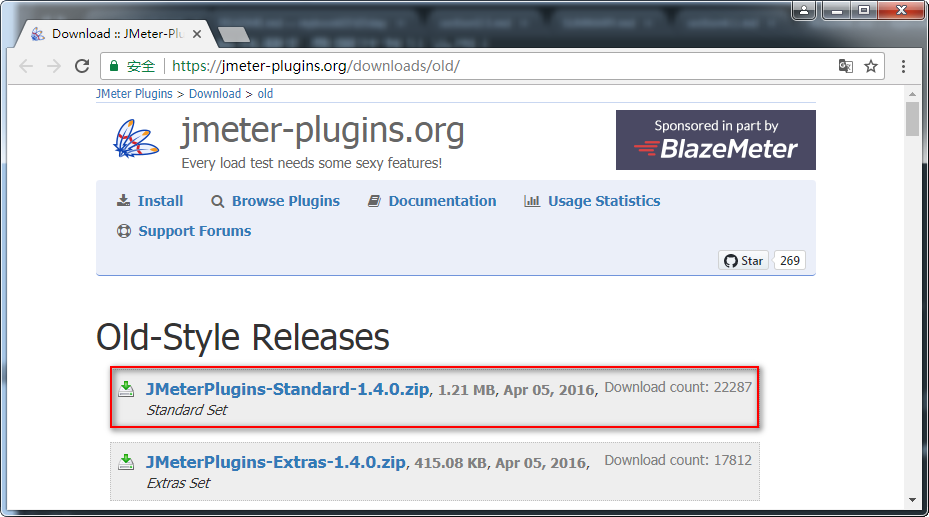 Download :: JMeter-Plu
安全 https://jmeter-plugins.org/downloads/old/
JMeter Plugins > Download > old
jmeter-plugins.org
Every load test needs some sexy features!
Sponsored in part by
BlazeMeter
Install Browse Plugins Documentation Usage Statistics
Support Forums
Star 269
Old-Style Releases
JMeterPlugins-Standard-1.4.0.zip, 1.21 MB, Apr 05, 2016, Download count: 22287
Standard Set
JMeterPlugins-Extras-1.4.0.zip, 415.08 KB, Apr 05, 2016, Download count: 17812
Extras Set